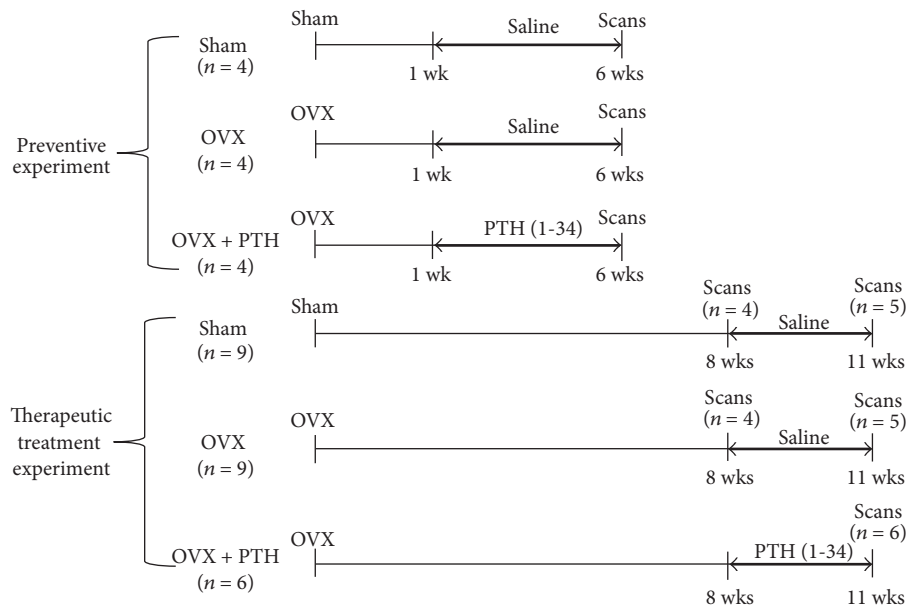 Preventive
experiment
Sham
(n = 4)
Sham
Saline
Scans
1 wk
6 wks
OVX
(n = 4)
OVX
Saline
Scans
1 wk
6 wks
OVX + PTH
(n = 4)
OVX
PTH (1-34)
Scans
1 wk
6 wks
Therapeutic
treatment
experiment
Sham
(n = 9)
Sham
Scans
(n = 4)
Saline
Scans
(n = 5)
8 wks
11 wks
OVX
(n = 9)
OVX
Scans
(n = 4)
Saline
Scans
(n = 5)
8 wks
11 wks
OVX + PTH
(n = 6)
OVX
PTH (1-34)
Scans
(n = 6)
8 wks
11 wks